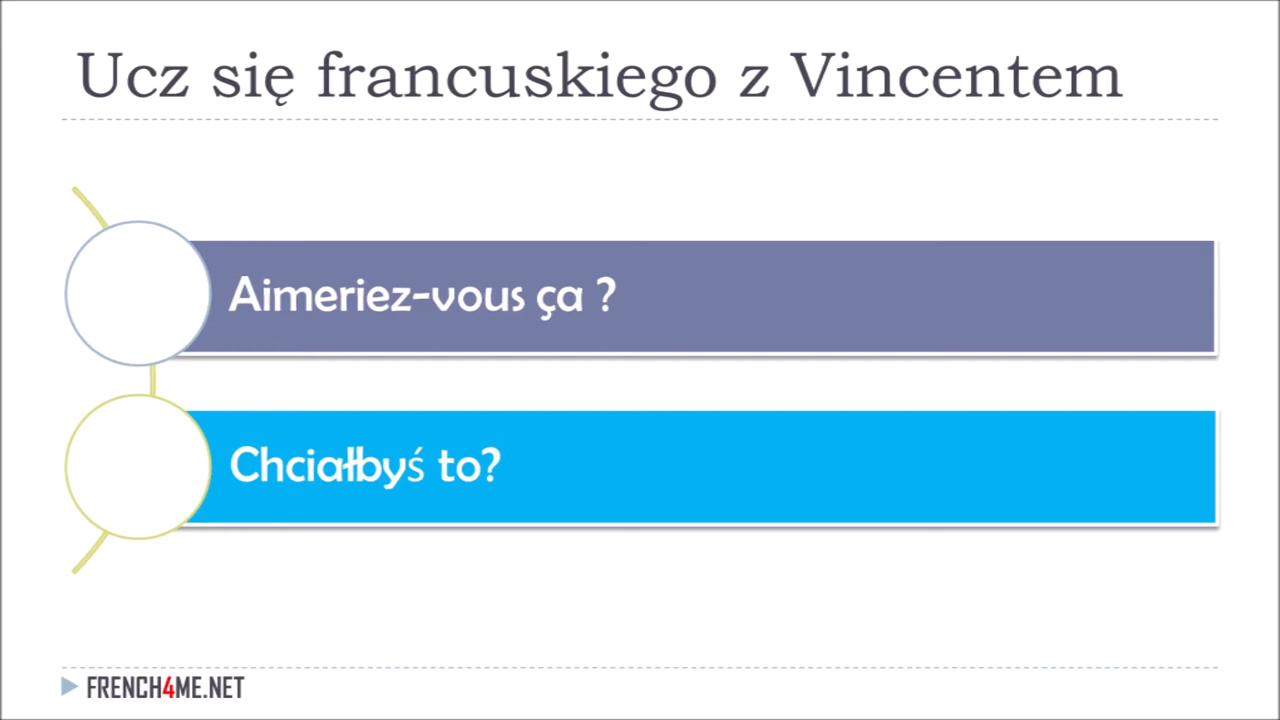 Ucz się francuskiego z Vincentem
Aimeriez-vous ça ?
Chciałbyś to?
FRENCH4ME.NET